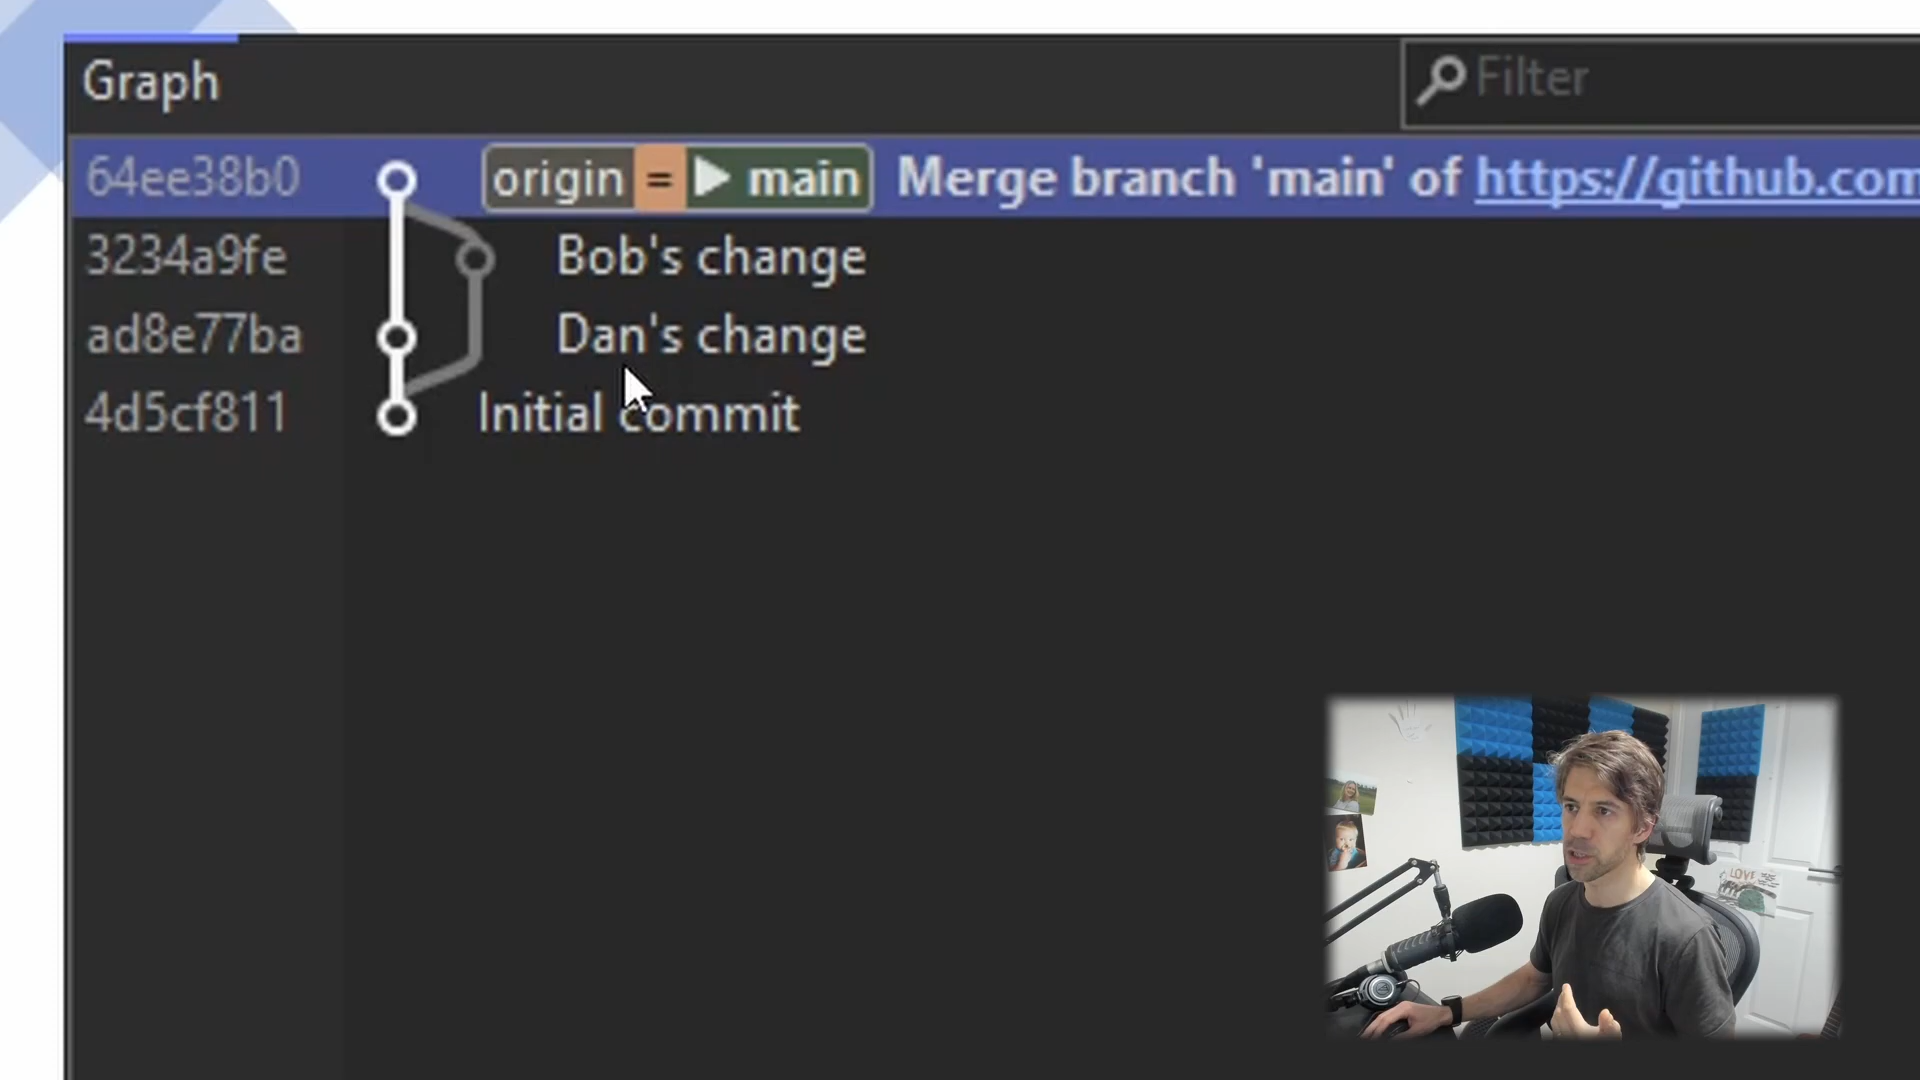 Graph
Filter
64ee38b0 origin = main Merge branch 'main' of https://github.com
3234a9fe Bob's change
ad8e77ba Dan's change
4d5cf811 Initial commit
LOVE